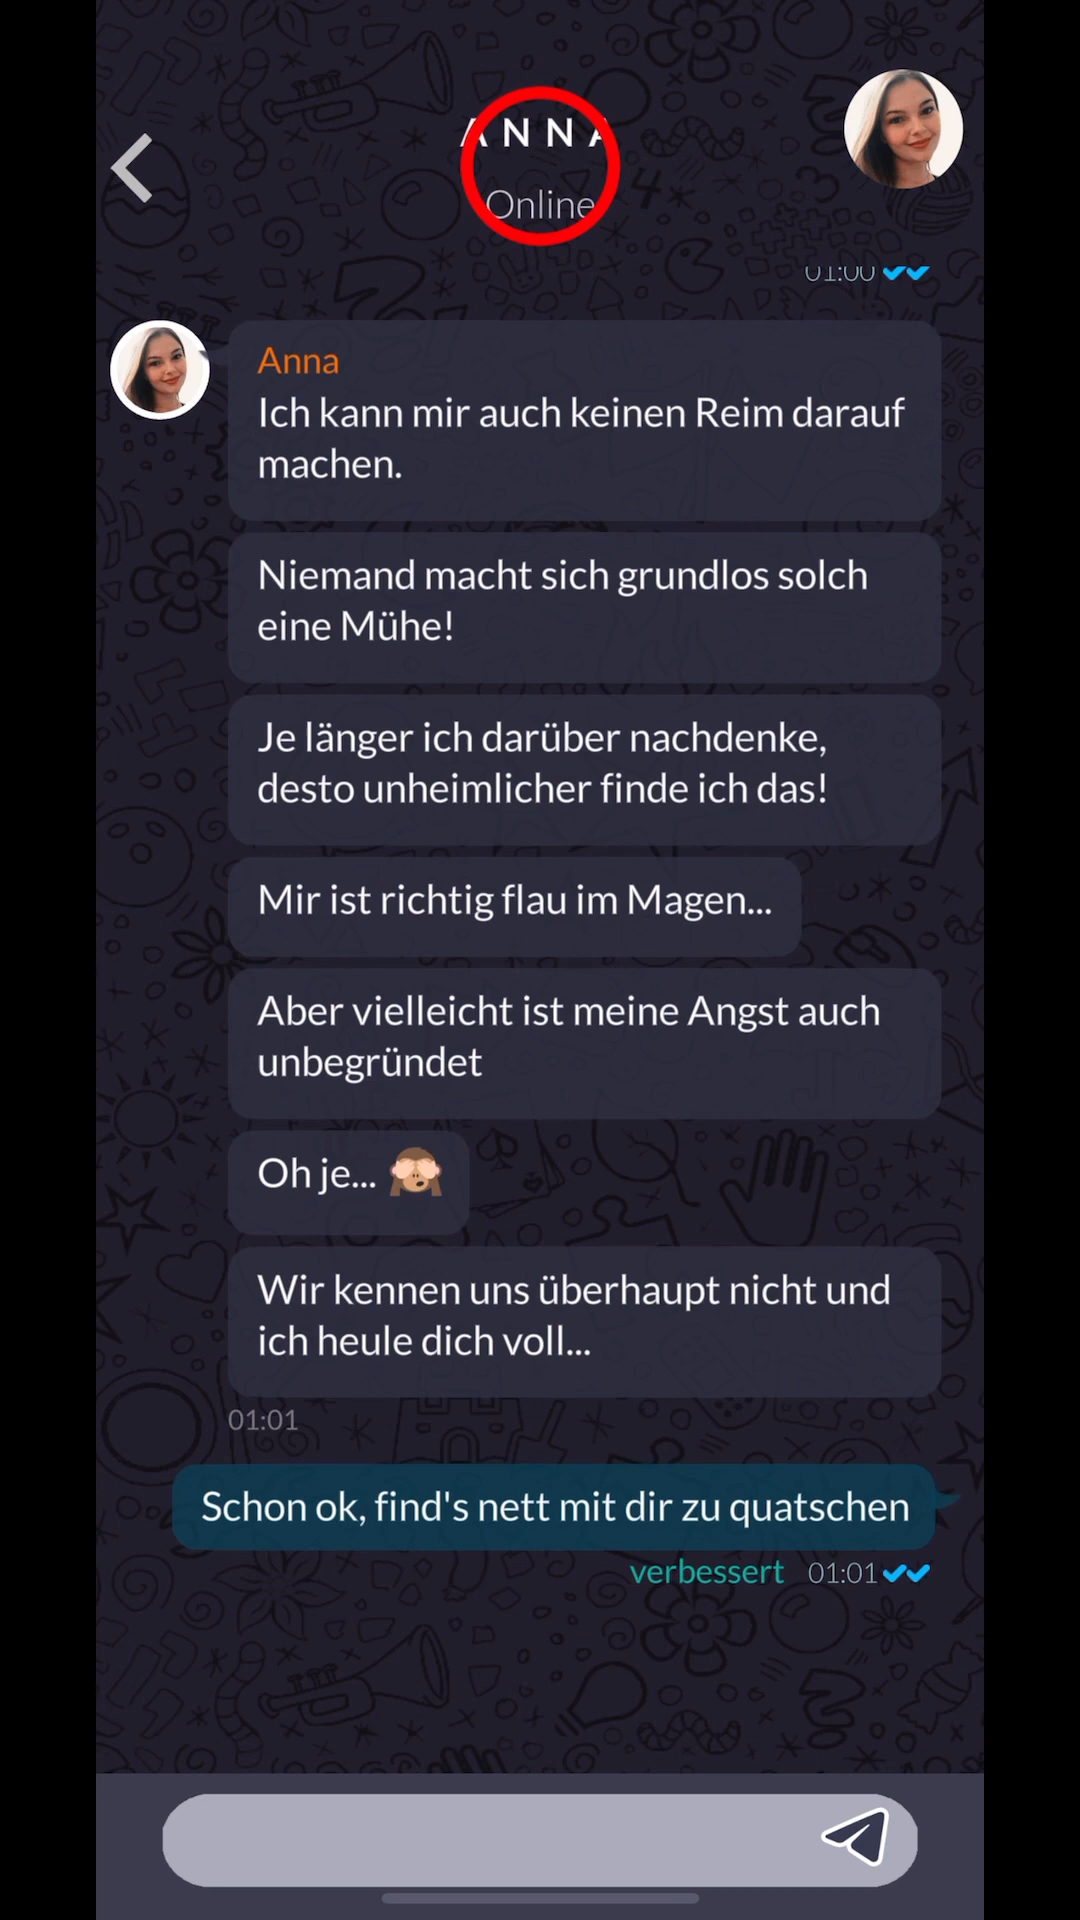 ANNA
Online
01:00
Anna
Ich kann mir auch keinen Reim darauf
machen.
Niemand macht sich grundlos solch
eine Mühe!
Je länger ich darüber nachdenke,
desto unheimlicher finde ich das!
Mir ist richtig flau im Magen...
Aber vielleicht ist meine Angst auch
unbegründet
Oh je... 🙈
Wir kennen uns überhaupt nicht und
ich heule dich voll...
01:01
Schon ok, find's nett mit dir zu quatschen
verbessert 01:01